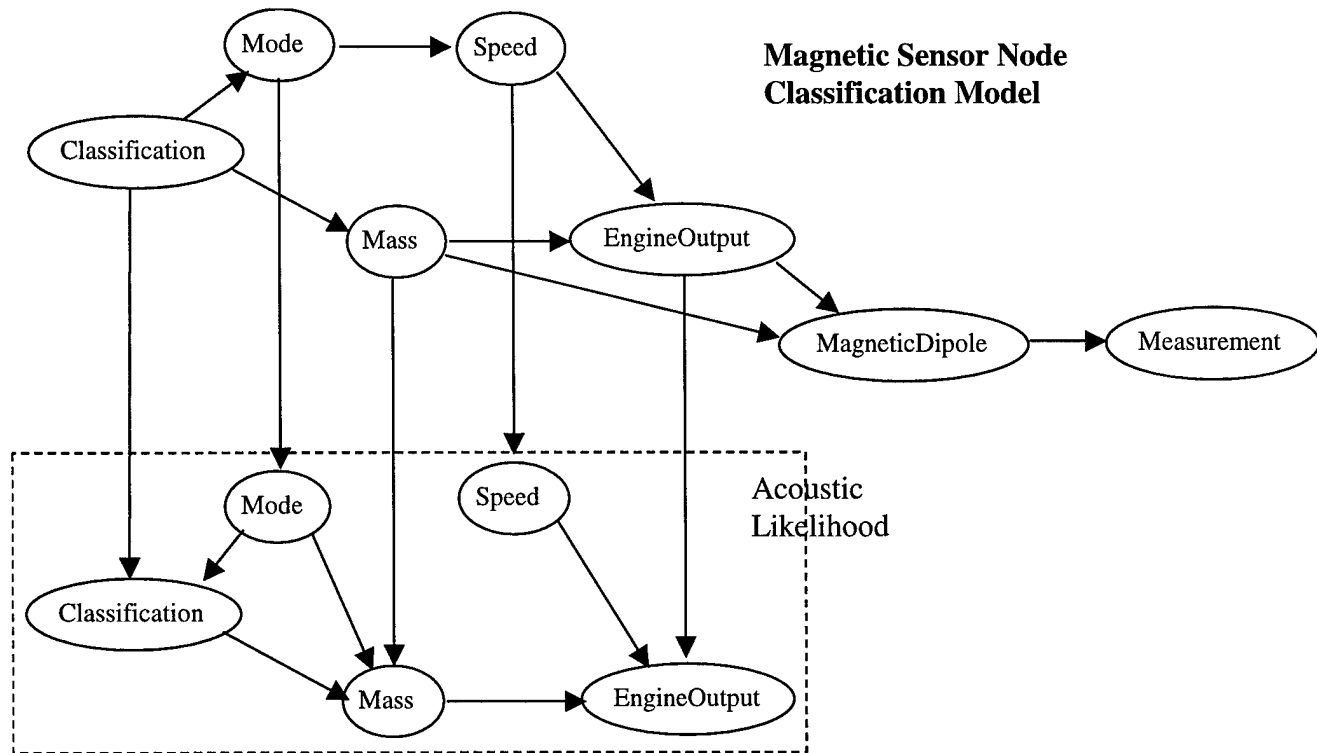 Mode
Speed
Magnetic Sensor Node
Classification Model
Classification
Mass
EngineOutput
MagneticDipole
Measurement
Mode
Speed
Acoustic
Likelihood
Classification
Mass
EngineOutput